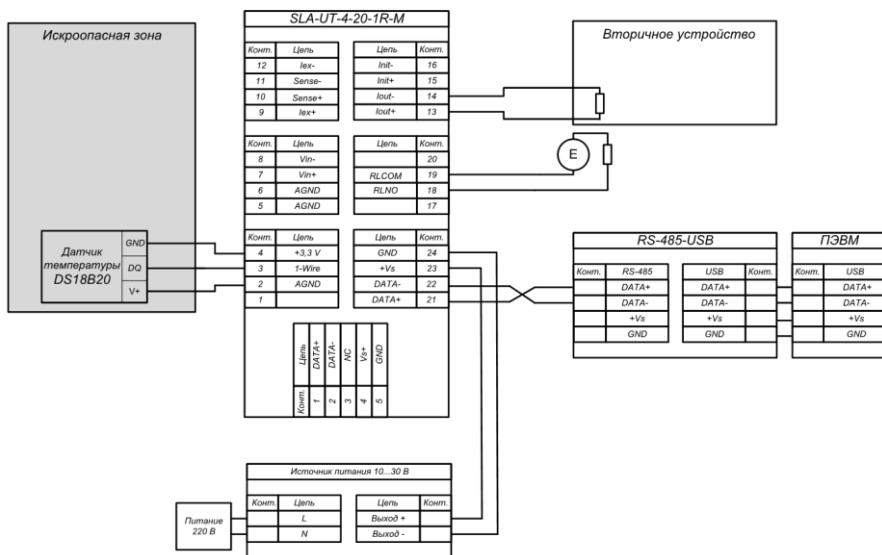 Искроопасная зона
Датчик
температуры
DS18B20
GND
DQ
V+
SLA-UT-4-20-1R-M
Конт. Цепь Цепь Конт.
12 Iex- Init- 16
11 Sense- Init+ 15
10 Sense+ Iout- 14
9 Iex+ Iout+ 13
Конт. Цепь Цепь Конт.
8 Vin- 20
7 Vin+ RLCOM 19
6 AGND RLNO 18
5 AGND 17
Конт. Цепь Цепь Конт.
4 +3,3 V GND 24
3 1-Wire +Vs 23
2 AGND DATA- 22
1 DATA+ 21
Цепь DATA+ DATA- NC Vs+ GND
Конт. 1 2 3 4 5
Вторичное устройство
E
RS-485-USB
Конт. RS-485 USB Конт.
DATA+ DATA+
DATA- DATA-
+Vs +Vs
GND GND
ПЭВМ
Конт. USB
DATA+
DATA-
+Vs
GND
Источник питания 10...30 В
Конт. Цепь Цепь Конт.
L Выход +
N Выход -
Питание
220 В